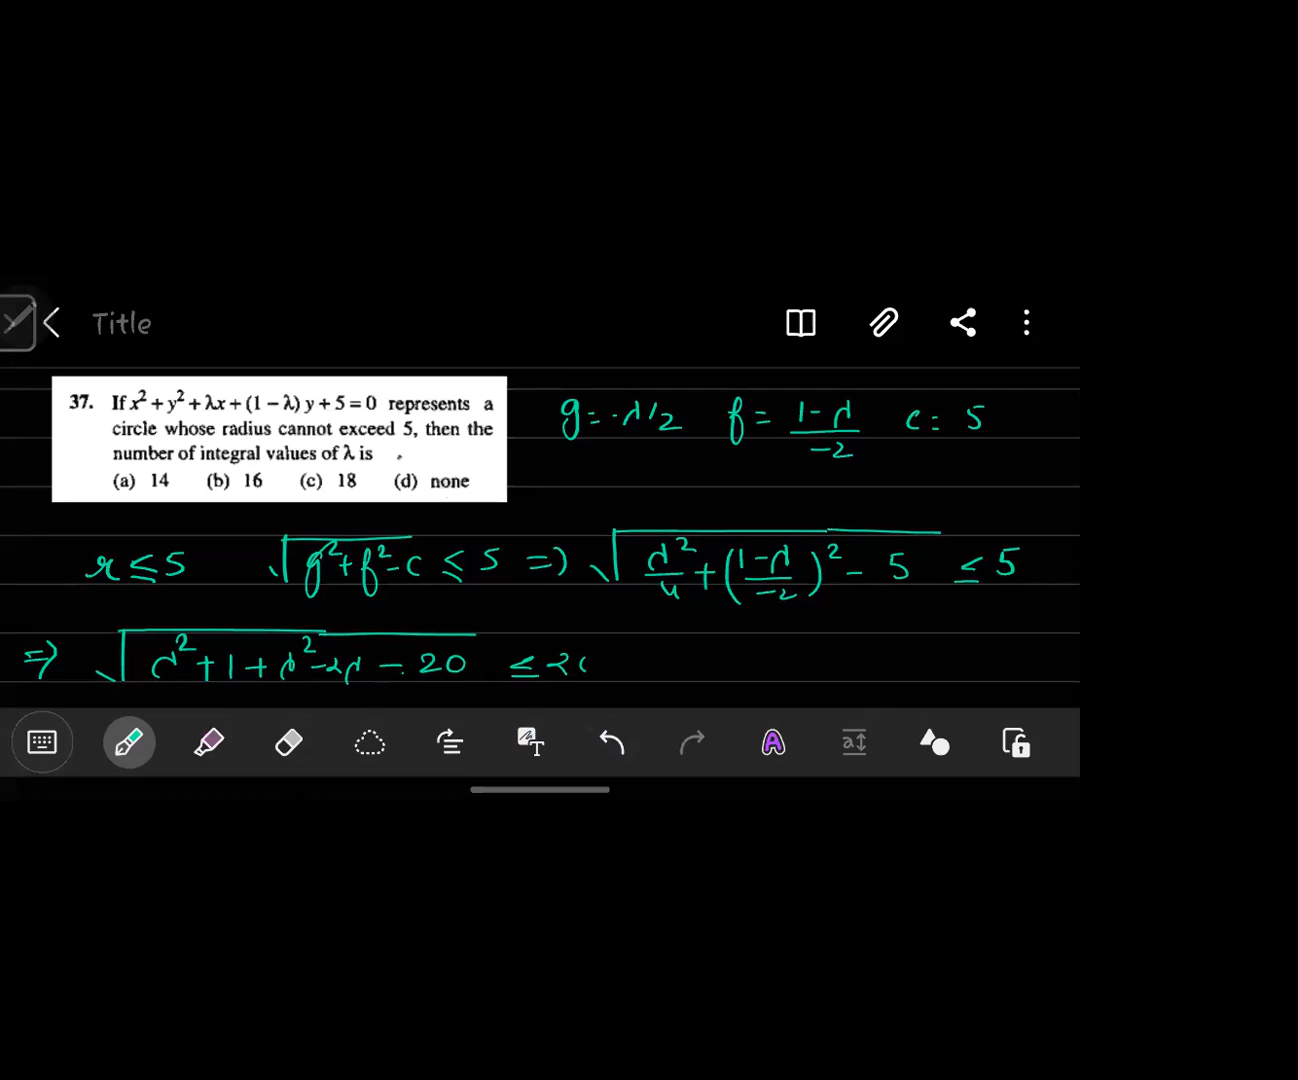 Title
37. If x² + y² + λx + (1 – λ) y + 5 = 0 represents a
circle whose radius cannot exceed 5, then the
number of integral values of λ is
(a) 14 (b) 16 (c) 18 (d) none
g = -λ/2 f = (1-λ)/-2 c = 5
r ≤ 5 √(g²+f²-c) ≤ 5 ⇒ √(λ²/4 + ((1-λ)/-2)² - 5) ≤ 5
⇒ √(λ²+1+λ²-2λ-20) ≤ 20